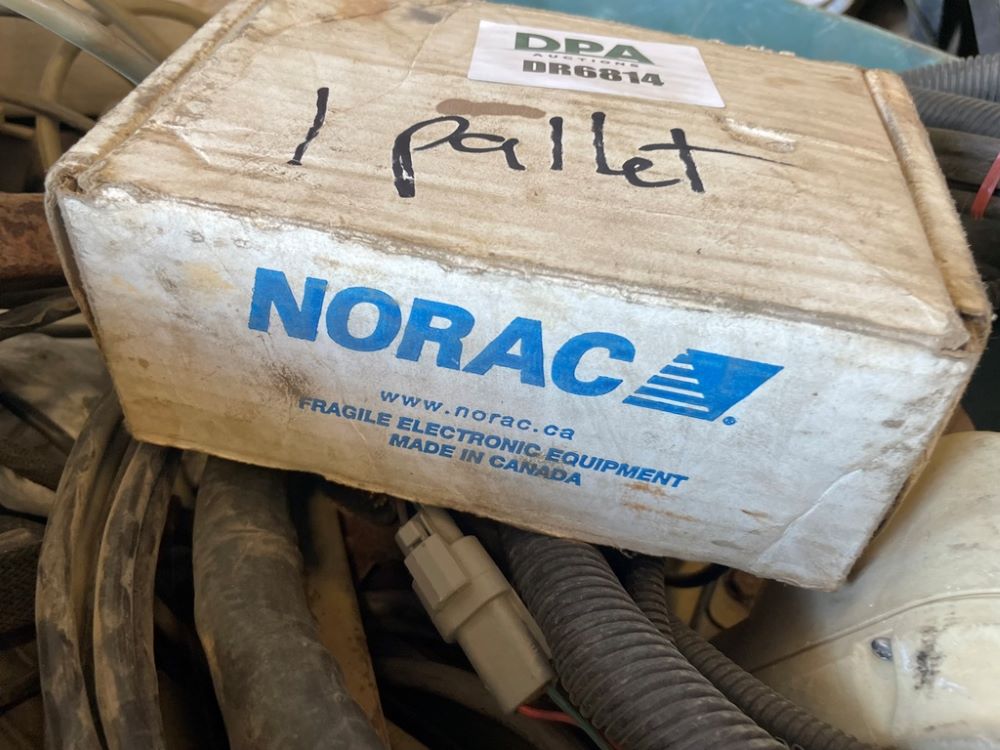 DPA
AUCTIONS
DR6814
1 pallet
NORAC
www.norac.ca
FRAGILE ELECTRONIC EQUIPMENT
MADE IN CANADA